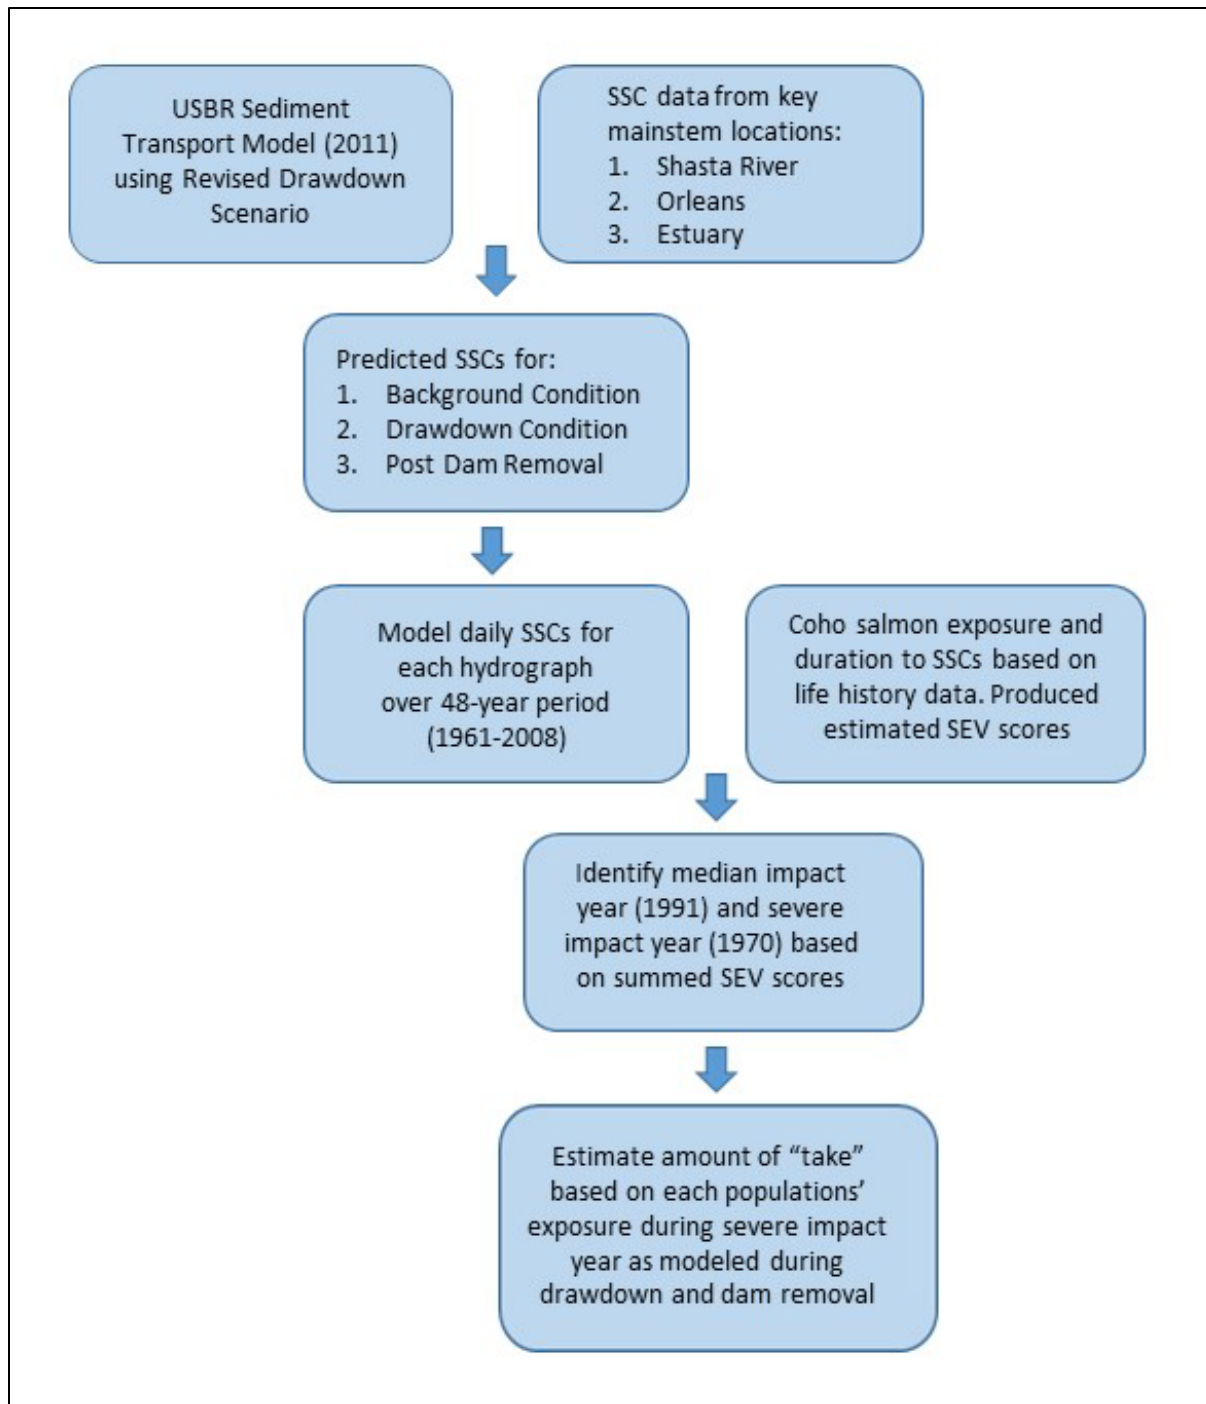 USBR Sediment
Transport Model (2011)
using Revised Drawdown
Scenario
SSC data from key
mainstem locations:
1. Shasta River
2. Orleans
3. Estuary
Predicted SSCs for:
1. Background Condition
2. Drawdown Condition
3. Post Dam Removal
Model daily SSCs for
each hydrograph
over 48-year period
(1961-2008)
Coho salmon exposure and
duration to SSCs based on
life history data. Produced
estimated SEV scores
Identify median impact
year (1991) and severe
impact year (1970) based
on summed SEV scores
Estimate amount of “take”
based on each populations’
exposure during severe impact
year as modeled during
drawdown and dam removal